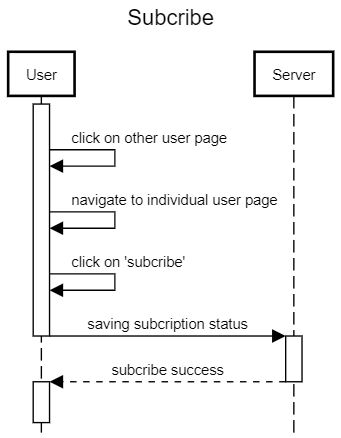 Subcribe
User
Server
click on other user page
navigate to individual user page
click on 'subcribe'
saving subcription status
subcribe success